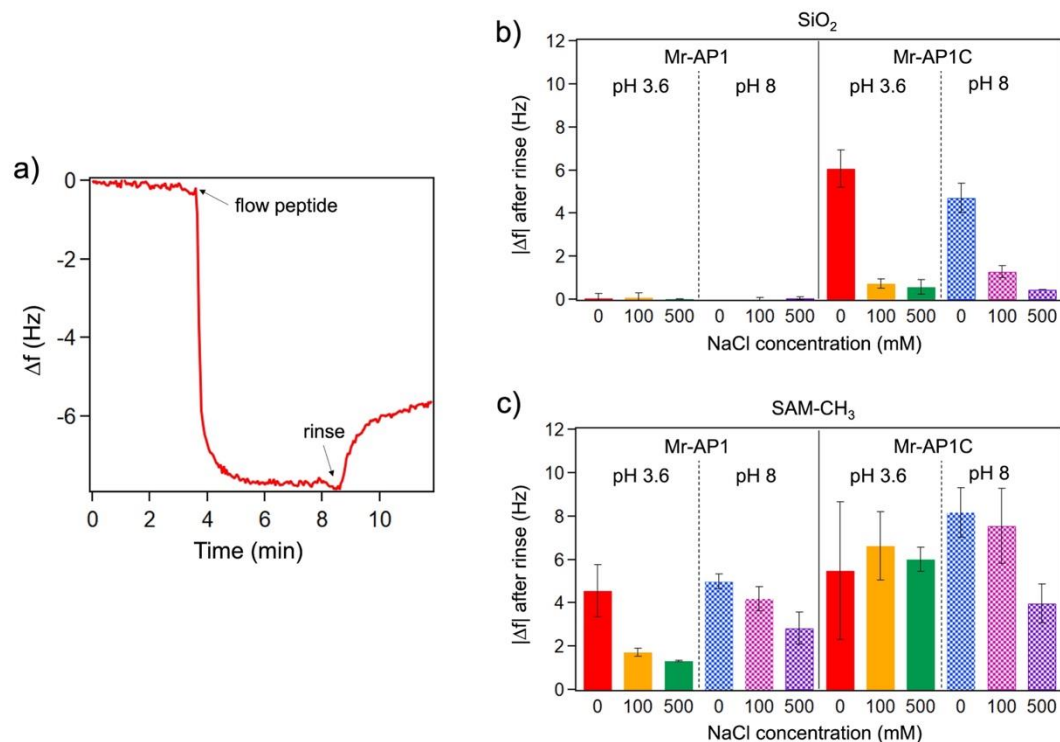 a)
Δf (Hz)
0
-2
-4
-6
flow peptide
rinse
0 2 4 6 8 10
Time (min)
b)
SiO₂
|Δf| after rinse (Hz)
12
10
8
6
4
2
0
Mr-AP1 Mr-AP1C
pH 3.6 pH 8 pH 3.6 pH 8
0 100 500 0 100 500 0 100 500 0 100 500
NaCl concentration (mM)
c)
SAM-CH₃
|Δf| after rinse (Hz)
12
10
8
6
4
2
0
Mr-AP1 Mr-AP1C
pH 3.6 pH 8 pH 3.6 pH 8
0 100 500 0 100 500 0 100 500 0 100 500
NaCl concentration (mM)